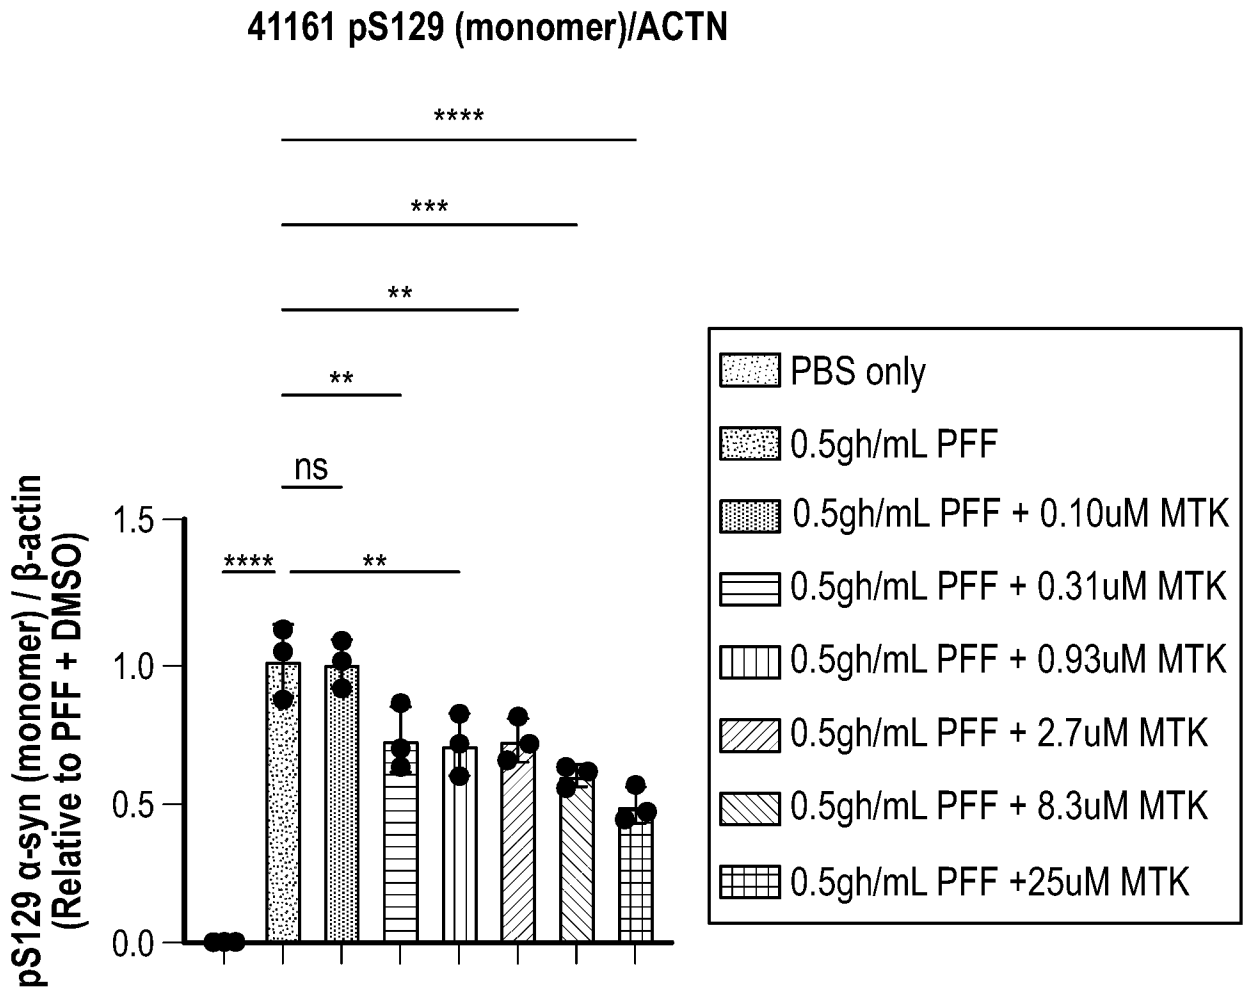 41161 pS129 (monomer)/ACTN
****
***
**
**
ns
****
**
pS129 α-syn (monomer) / β-actin
(Relative to PFF + DMSO)
1.5
1.0
0.5
0.0
PBS only
0.5gh/mL PFF
0.5gh/mL PFF + 0.10uM MTK
0.5gh/mL PFF + 0.31uM MTK
0.5gh/mL PFF + 0.93uM MTK
0.5gh/mL PFF + 2.7uM MTK
0.5gh/mL PFF + 8.3uM MTK
0.5gh/mL PFF +25uM MTK